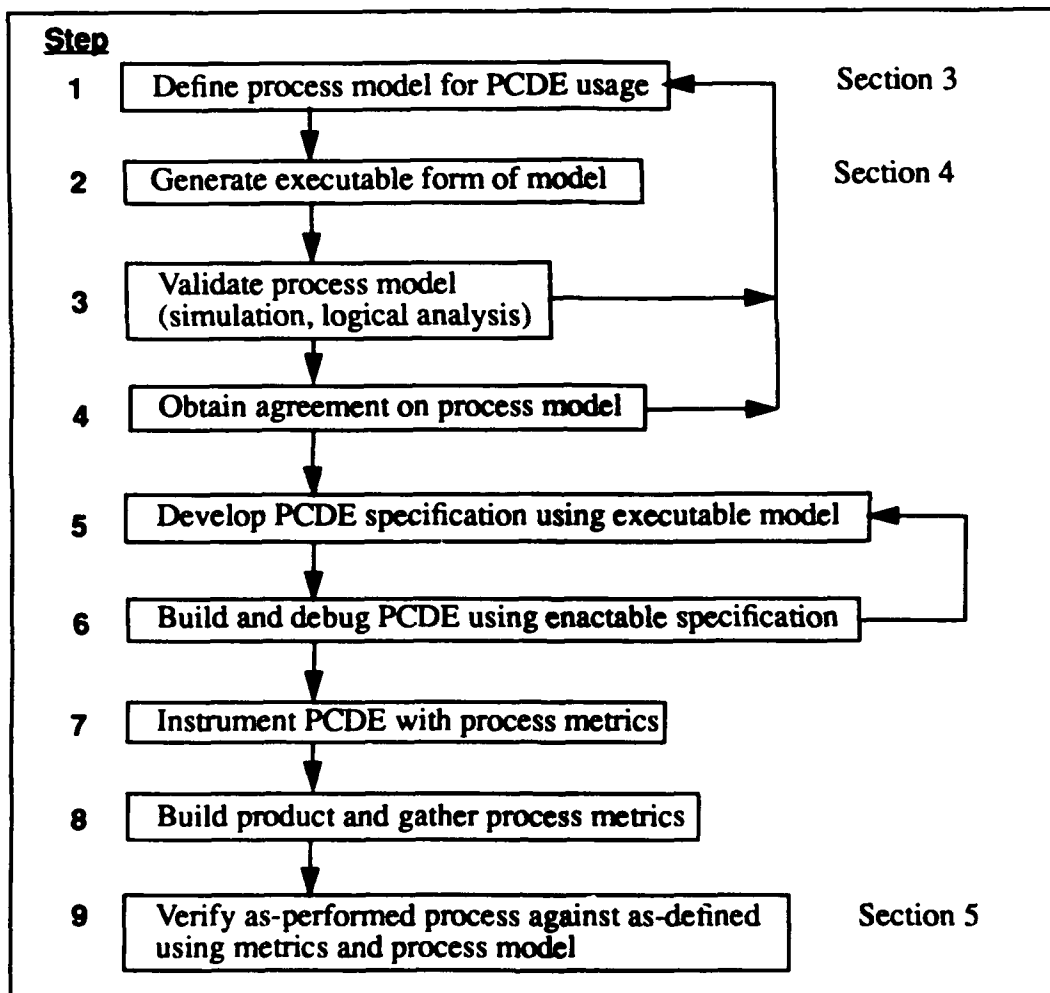 Step
1 Define process model for PCDE usage Section 3
2 Generate executable form of model Section 4
3 Validate process model
(simulation, logical analysis)
4 Obtain agreement on process model
5 Develop PCDE specification using executable model
6 Build and debug PCDE using enactable specification
7 Instrument PCDE with process metrics
8 Build product and gather process metrics
9 Verify as-performed process against as-defined Section 5
using metrics and process model